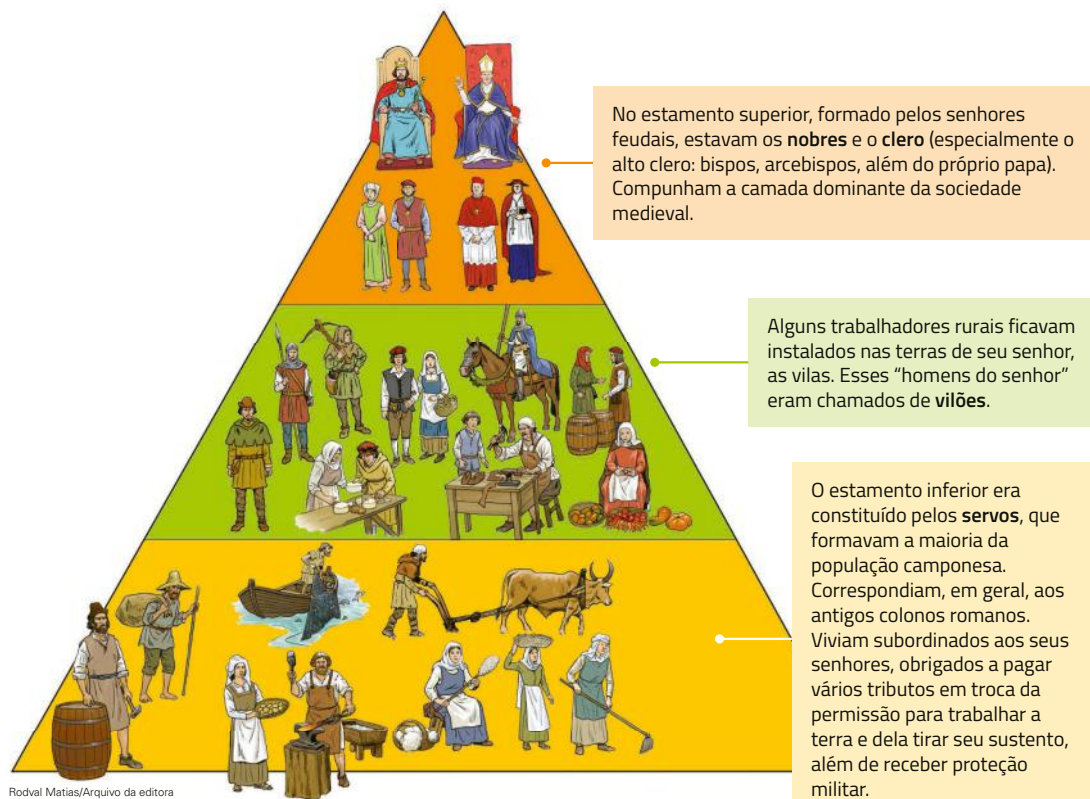 No estamento superior, formado pelos senhores
feudais, estavam os nobres e o clero (especialmente o
alto clero: bispos, arcebispos, além do próprio papa).
Compunham a camada dominante da sociedade
medieval.
Alguns trabalhadores rurais ficavam
instalados nas terras de seu senhor,
as vilas. Esses “homens do senhor”
eram chamados de vilões.
O estamento inferior era
constituído pelos servos, que
formavam a maioria da
população camponesa.
Correspondiam, em geral, aos
antigos colonos romanos.
Viviam subordinados aos seus
senhores, obrigados a pagar
vários tributos em troca da
permissão para trabalhar a
terra e dela tirar seu sustento,
além de receber proteção
militar.
Rodval Matias/Arquivo da editora